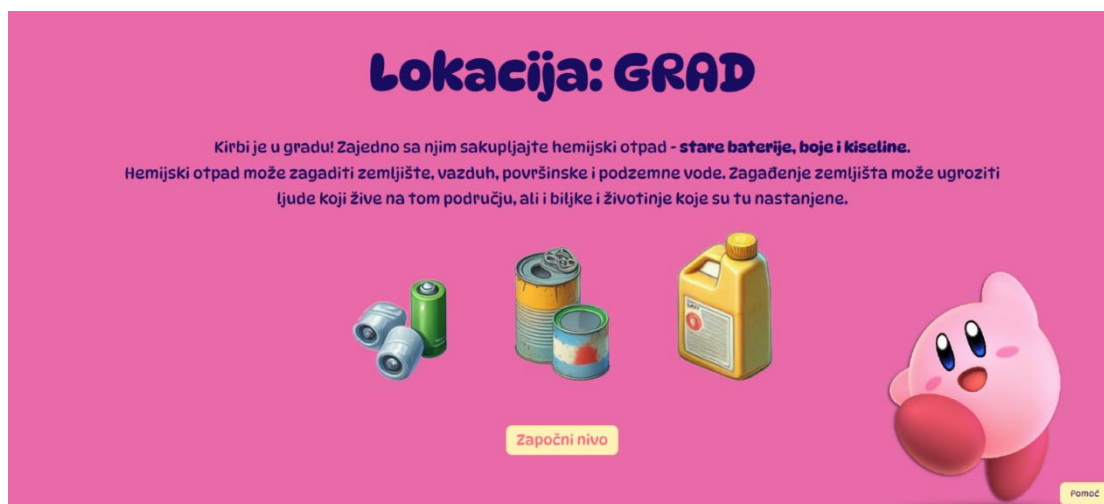 Lokacija: GRAD
Kirbi je u gradu! Zajedno sa njim sakupljajte hemijski otpad - stare baterije, boje i kiseline.
Hemijski otpad može zagaditi zemljište, vazduh, površinske i podzemne vode. Zagađenje zemljišta može ugroziti
ljude koji žive na tom području, ali i biljke i životinje koje su tu nastanjene.
Započni nivo
Pomoć